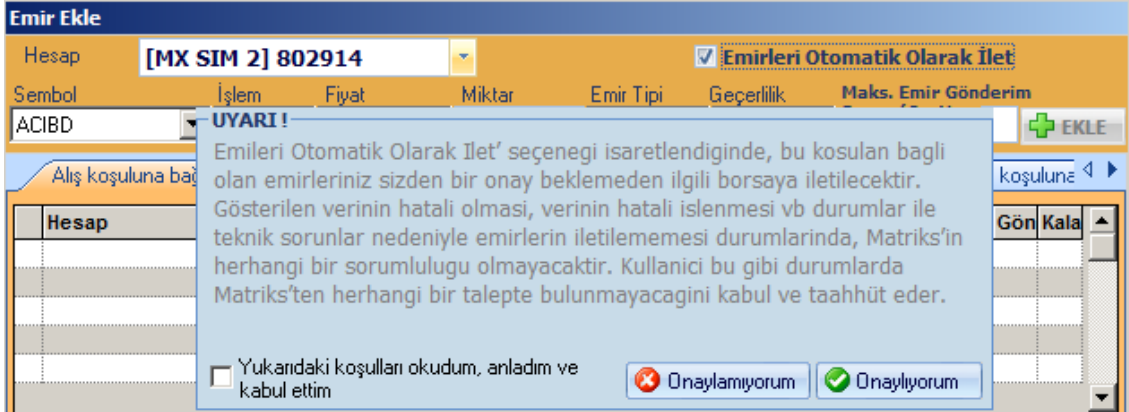 Emir Ekle
Hesap [MX SIM 2] 802914 Emirleri Otomatik Olarak İlet
Sembol İşlem Fiyat Miktar Emir Tipi Geçerlilik Maks. Emir Gönderim
ACIBD EKLE
UYARI !
Emileri Otomatik Olarak Ilet’ seçenegi isaretlendiginde, bu kosulan bagli
olan emirleriniz sizden bir onay beklemeden ilgili borsaya iletilecektir.
Gösterilen verinin hatali olmasi, verinin hatali islenmesi vb durumlar ile
teknik sorunlar nedeniyle emirlerin iletilememesi durumlarinda, Matriks’in
herhangi bir sorumlulugu olmayacaktir. Kullanici bu gibi durumlarda
Matriks’ten herhangi bir talepte bulunmayacagini kabul ve taahhüt eder.
Alış koşuluna bağ koşuluna
Hesap Gön Kala
Yukarıdaki koşulları okudum, anladım ve
kabul ettim
Onaylamıyorum Onaylıyorum